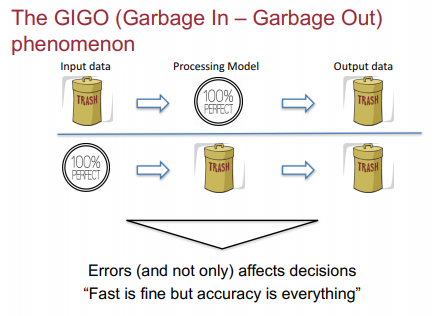 The GIGO (Garbage In – Garbage Out)
phenomenon
Input data Processing Model Output data
TRASH 100% PERFECT TRASH
100% PERFECT TRASH TRASH
Errors (and not only) affects decisions
“Fast is fine but accuracy is everything”